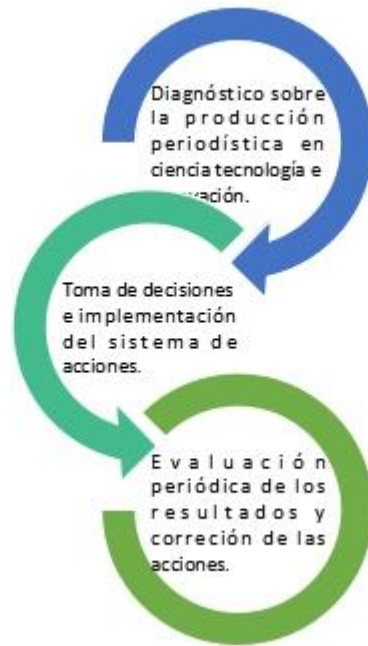 Diagnóstico sobre
la producción
periodística en
ciencia tecnología e
ovación.
Toma de decisiones
e implementación
del sistema de
acciones.
Evaluación
periódica de los
resultados y
correción de las
acciones.